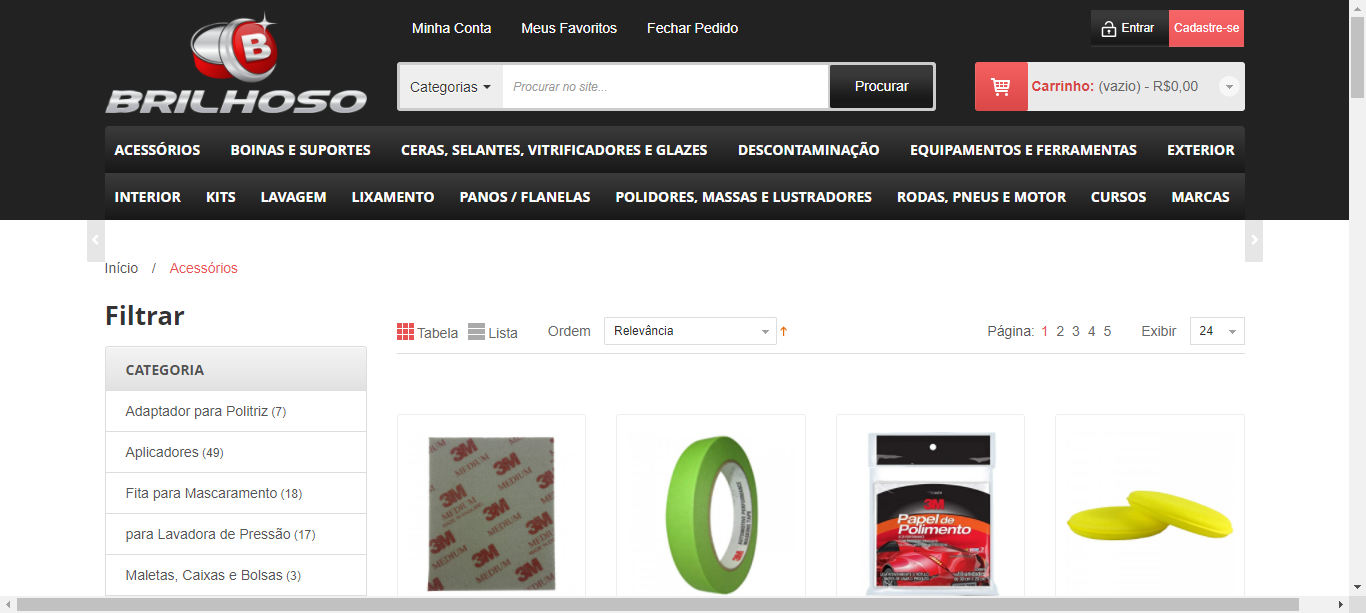 Minha Conta Meus Favoritos Fechar Pedido Entrar Cadastre-se
B
BRILHOSO
Categorias Procurar no site... Procurar Carrinho: (vazio) - R$0,00
ACESSÓRIOS BOINAS E SUPORTES CERAS, SELANTES, VITRIFICADORES E GLAZES DESCONTAMINAÇÃO EQUIPAMENTOS E FERRAMENTAS EXTERIOR
INTERIOR KITS LAVAGEM LIXAMENTO PANOS / FLANELAS POLIDORES, MASSAS E LUSTRADORES RODAS, PNEUS E MOTOR CURSOS MARCAS
Início / Acessórios
Filtrar
Tabela Lista Ordem Relevância Página: 1 2 3 4 5 Exibir 24
CATEGORIA
Adaptador para Politriz (7)
Aplicadores (49)
Fita para Mascaramento (18)
para Lavadora de Pressão (17)
Maletas, Caixas e Bolsas (3)
3M
MEDIUM
3M
3M
Papel de
Polimento